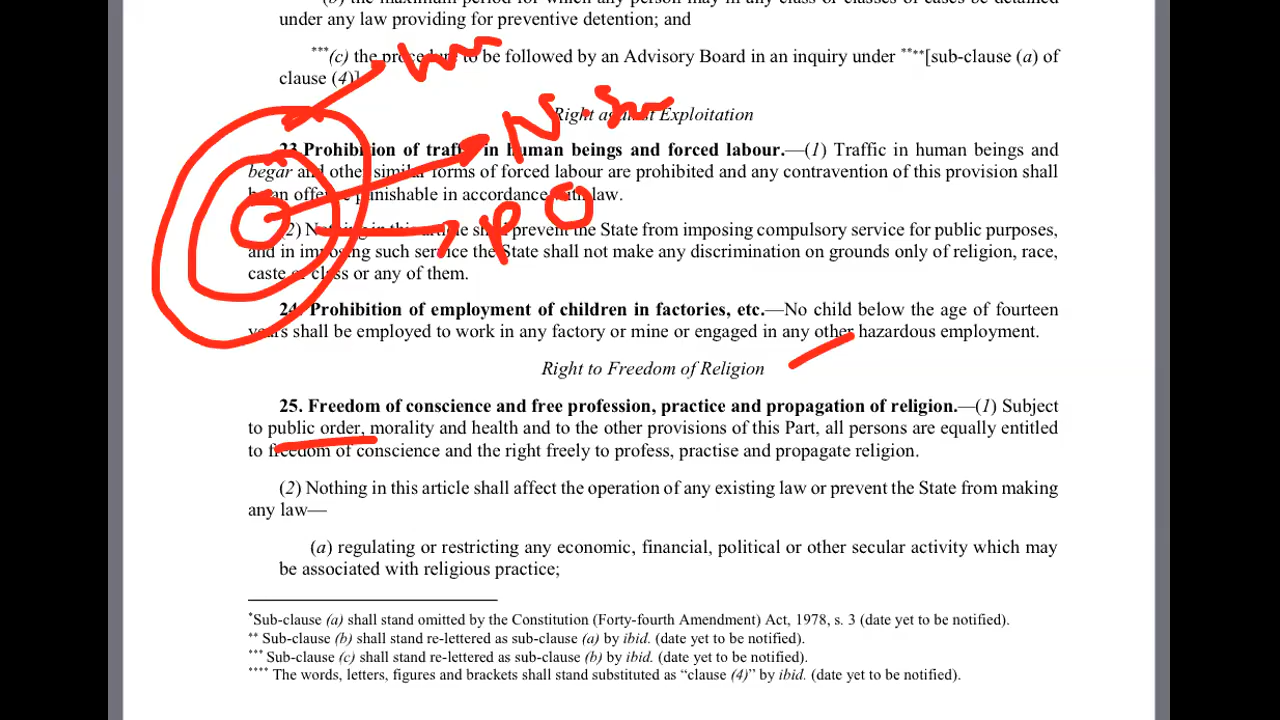 (b) the maximum period for which any person may in any class or classes of cases be detained
under any law providing for preventive detention; and
***(c) the procedure to be followed by an Advisory Board in an inquiry under ****[sub-clause (a) of
clause (4)]
Right against Exploitation
N. S
23 Prohibition of traffic in human beings and forced labour.—(1) Traffic in human beings and
begar and other similar forms of forced labour are prohibited and any contravention of this provision shall
be an offence punishable in accordance with law.
P O
(2) Nothing in this article shall prevent the State from imposing compulsory service for public purposes,
and in imposing such service the State shall not make any discrimination on grounds only of religion, race,
caste or class or any of them.
24. Prohibition of employment of children in factories, etc.—No child below the age of fourteen
years shall be employed to work in any factory or mine or engaged in any other hazardous employment.
Right to Freedom of Religion
25. Freedom of conscience and free profession, practice and propagation of religion.—(1) Subject
to public order, morality and health and to the other provisions of this Part, all persons are equally entitled
to freedom of conscience and the right freely to profess, practise and propagate religion.
(2) Nothing in this article shall affect the operation of any existing law or prevent the State from making
any law—
(a) regulating or restricting any economic, financial, political or other secular activity which may
be associated with religious practice;
*Sub-clause (a) shall stand omitted by the Constitution (Forty-fourth Amendment) Act, 1978, s. 3 (date yet to be notified).
** Sub-clause (b) shall stand re-lettered as sub-clause (a) by ibid. (date yet to be notified).
*** Sub-clause (c) shall stand re-lettered as sub-clause (b) by ibid. (date yet to be notified).
**** The words, letters, figures and brackets shall stand substituted as “clause (4)” by ibid. (date yet to be notified).